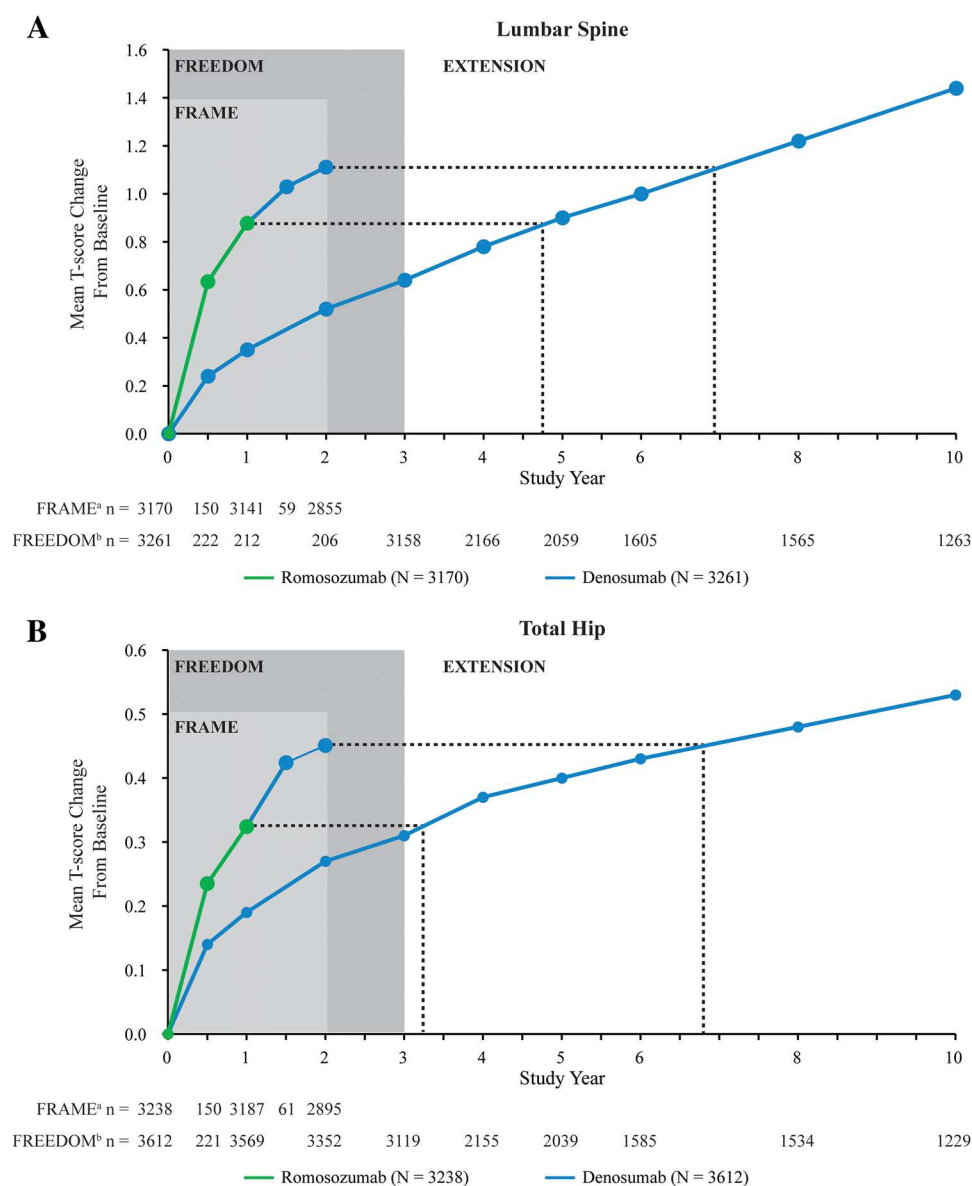 A
Lumbar Spine
1.6
FREEDOM
EXTENSION
1.4
FRAME
1.2
1.0
0.8
0.6
0.4
0.2
0.0
Mean T-score Change
From Baseline
0 1 2 3 4 5 6 8 10
Study Year
FRAMEᵃ n = 3170 150 3141 59 2855
FREEDOMᵇ n = 3261 222 212 206 3158 2166 2059 1605 1565 1263
Romosozumab (N = 3170) Denosumab (N = 3261)
B
Total Hip
0.6
FREEDOM
EXTENSION
0.5
FRAME
0.4
0.3
0.2
0.1
0.0
Mean T-score Change
From Baseline
0 1 2 3 4 5 6 8 10
Study Year
FRAMEᵃ n = 3238 150 3187 61 2895
FREEDOMᵇ n = 3612 221 3569 3352 3119 2155 2039 1585 1534 1229
Romosozumab (N = 3238) Denosumab (N = 3612)